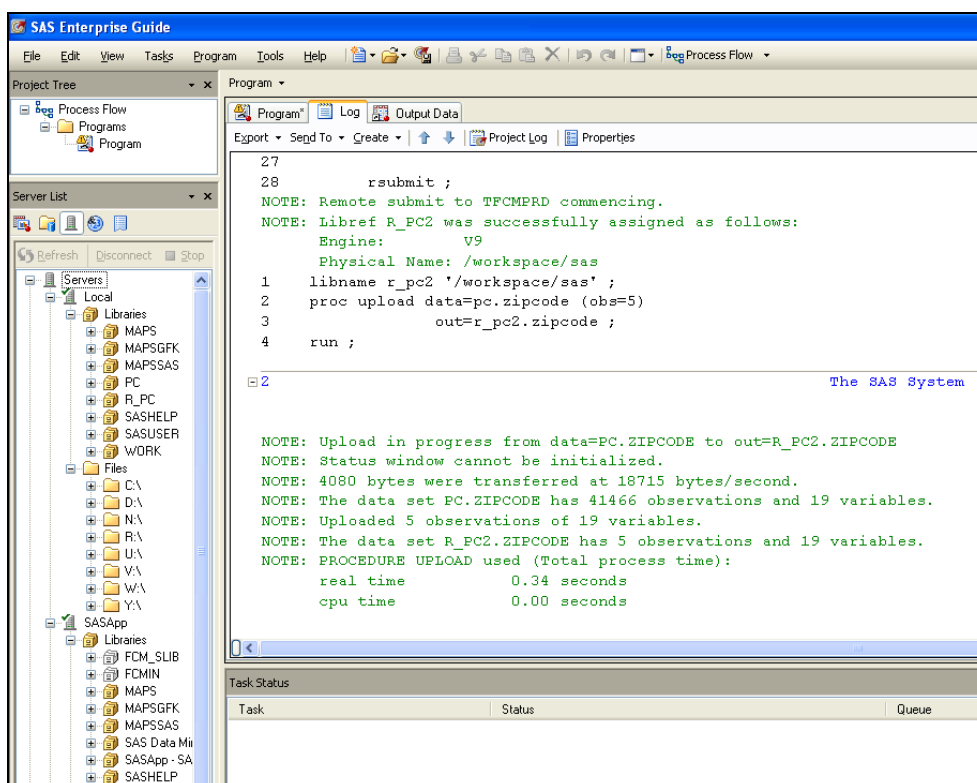 SAS Enterprise Guide
File Edit View Tasks Program Tools Help Process Flow
Project Tree
Process Flow
Programs
Program
Server List
Refresh Disconnect Stop
Servers
Local
Libraries
MAPS
MAPSGFK
MAPSSAS
PC
R_PC
SASHELP
SASUSER
WORK
Files
C:\
D:\
N:\
R:\
U:\
V:\
W:\
Y:\
SASApp
Libraries
FCM_SLIB
FCMIN
MAPS
MAPSGFK
MAPSSAS
SAS Data Mi
SASApp - SA
SASHELP
Program
Program* Log Output Data
Export Send To Create Project Log Properties
27
28 rsubmit ;
NOTE: Remote submit to TFCMPRD commencing.
NOTE: Libref R_PC2 was successfully assigned as follows:
Engine: V9
Physical Name: /workspace/sas
1 libname r_pc2 '/workspace/sas' ;
2 proc upload data=pc.zipcode (obs=5)
3 out=r_pc2.zipcode ;
4 run ;
2 The SAS System
NOTE: Upload in progress from data=PC.ZIPCODE to out=R_PC2.ZIPCODE
NOTE: Status window cannot be initialized.
NOTE: 4080 bytes were transferred at 18715 bytes/second.
NOTE: The data set PC.ZIPCODE has 41466 observations and 19 variables.
NOTE: Uploaded 5 observations of 19 variables.
NOTE: The data set R_PC2.ZIPCODE has 5 observations and 19 variables.
NOTE: PROCEDURE UPLOAD used (Total process time):
real time 0.34 seconds
cpu time 0.00 seconds
Task Status
Task Status Queue